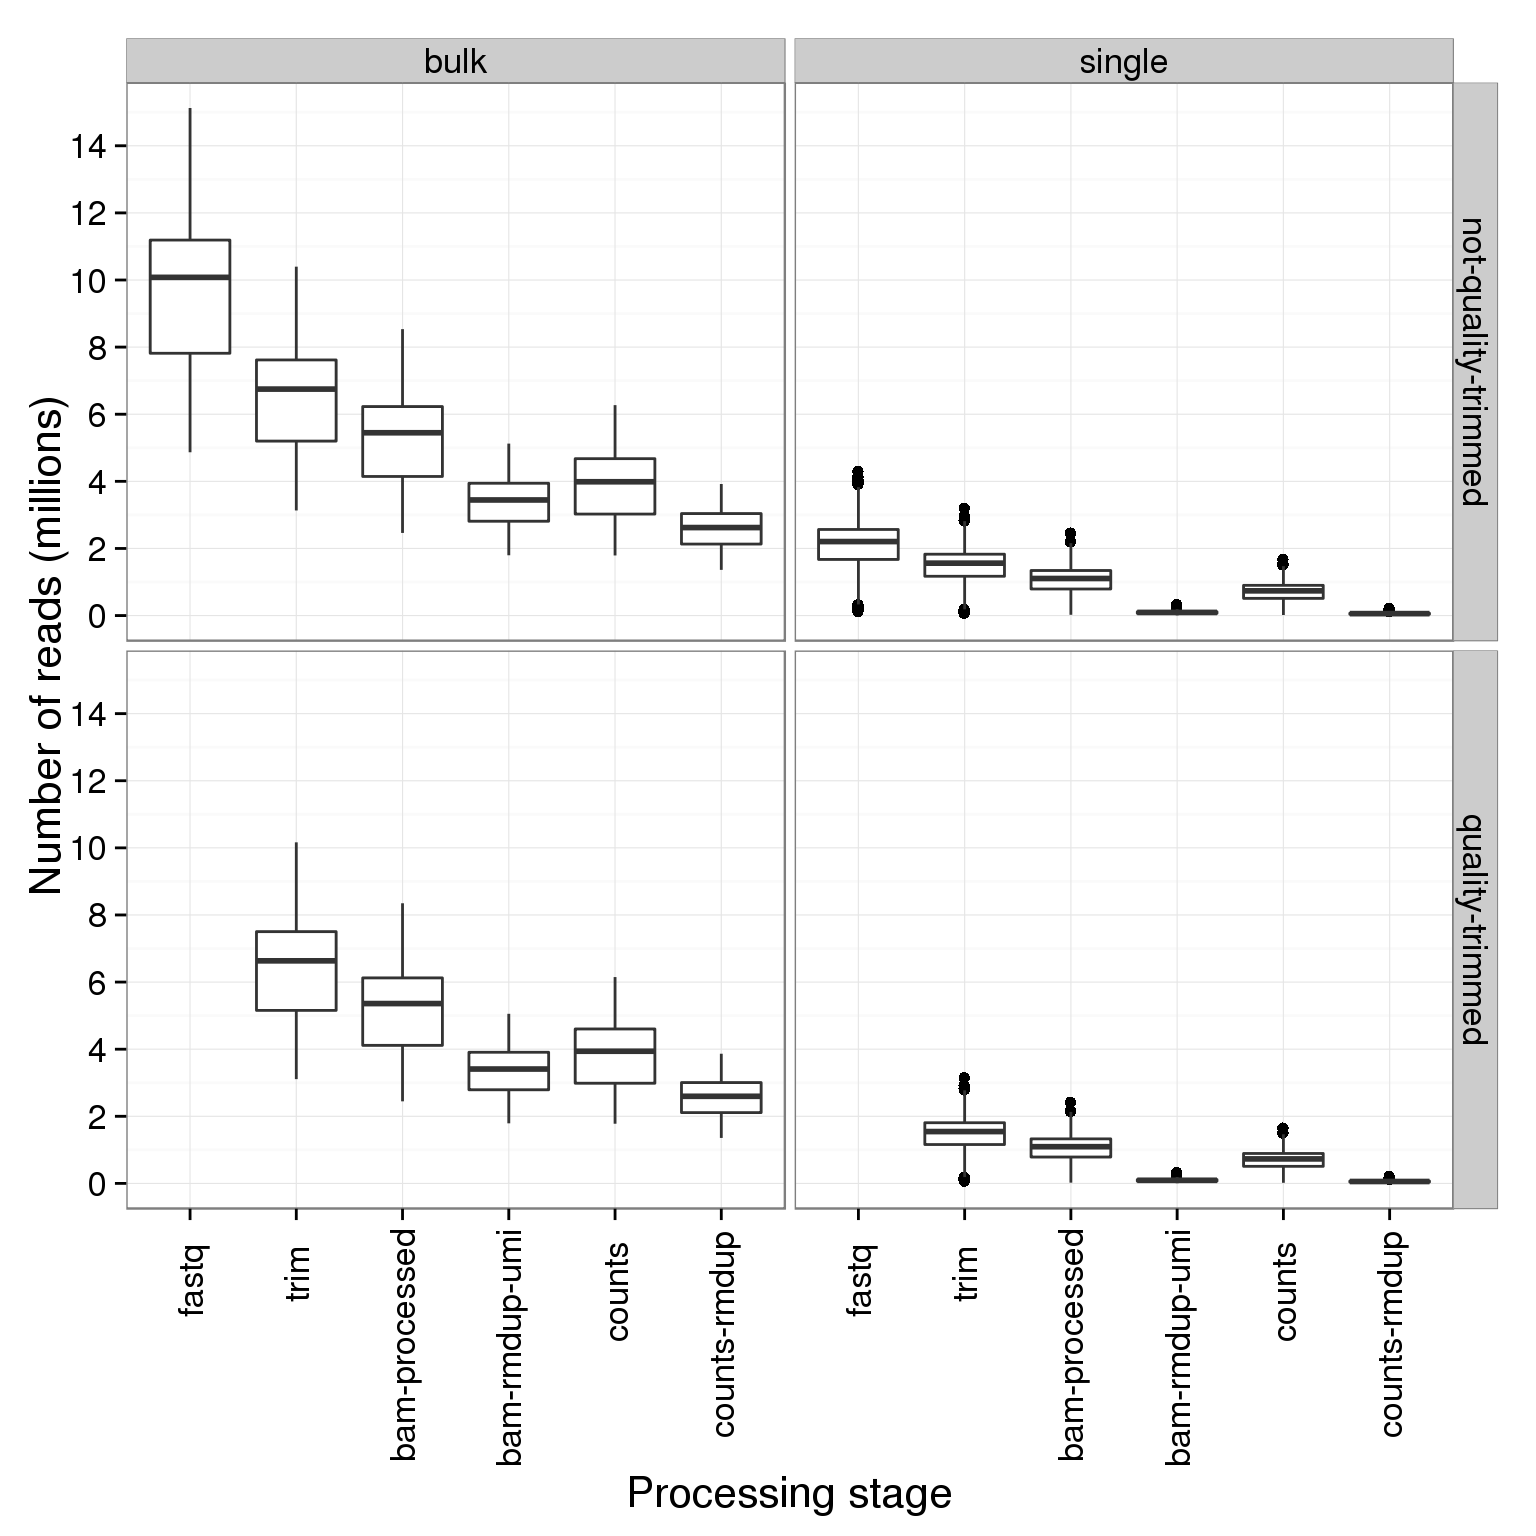 bulk
single
Number of reads (millions)
14
12
10
8
6
4
2
0
not-quality-trimmed
14
12
10
8
6
4
2
0
quality-trimmed
fastq
trim
bam-processed
bam-rmdup-umi
counts
counts-rmdup
fastq
trim
bam-processed
bam-rmdup-umi
counts
counts-rmdup
Processing stage